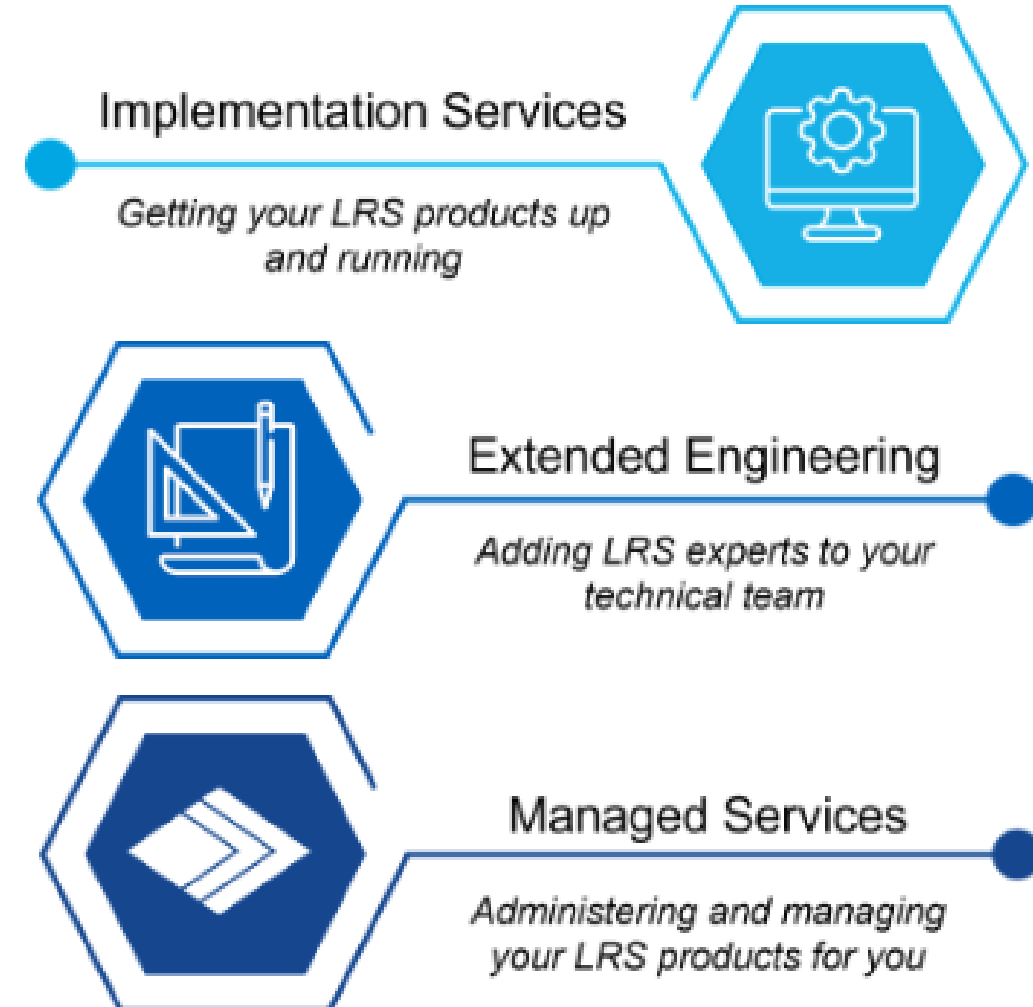 Implementation Services
Getting your LRS products up
and running
Extended Engineering
Adding LRS experts to your
technical team
Managed Services
Administering and managing
your LRS products for you